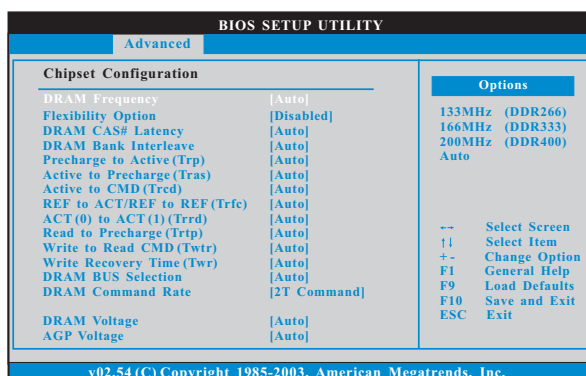 BIOS SETUP UTILITY
Advanced
Chipset Configuration
DRAM Frequency [Auto]
Flexibility Option [Disabled]
DRAM CAS# Latency [Auto]
DRAM Bank Interleave [Auto]
Precharge to Active (Trp) [Auto]
Active to Precharge (Tras) [Auto]
Active to CMD (Trcd) [Auto]
REF to ACT/REF to REF (Trfc) [Auto]
ACT (0) to ACT (1) (Trrd) [Auto]
Read to Precharge (Trtp) [Auto]
Write to Read CMD (Twtr) [Auto]
Write Recovery Time (Twr) [Auto]
DRAM BUS Selection [Auto]
DRAM Command Rate [2T Command]
DRAM Voltage [Auto]
AGP Voltage [Auto]
Options
133MHz (DDR266)
166MHz (DDR333)
200MHz (DDR400)
Auto
←→ Select Screen
↑↓ Select Item
+ - Change Option
F1 General Help
F9 Load Defaults
F10 Save and Exit
ESC Exit
v02.54 (C) Copyright 1985-2003, American Megatrends, Inc.